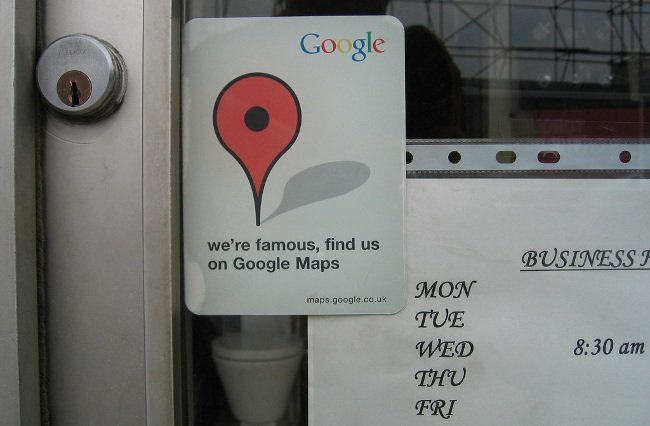 Google
we're famous, find us
on Google Maps
maps.google.co.uk
BUSINESS
MON
TUE
WED 8:30 am
THU
FRI